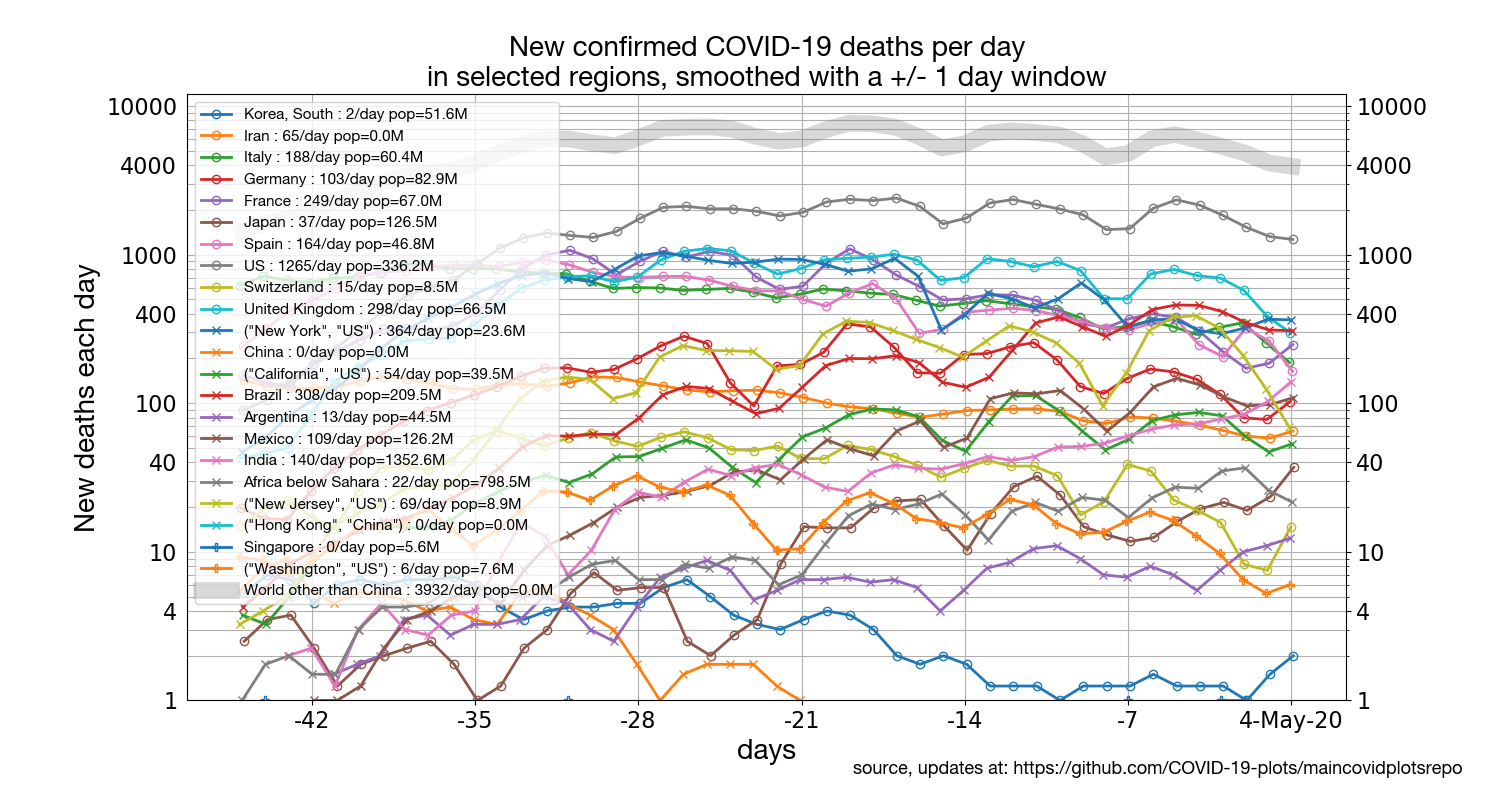 New confirmed COVID-19 deaths per day
in selected regions, smoothed with a +/- 1 day window
New deaths each day
10000
4000
1000
400
100
40
10
4
1
Korea, South : 2/day pop=51.6M
Iran : 65/day pop=0.0M
Italy : 188/day pop=60.4M
Germany : 103/day pop=82.9M
France : 249/day pop=67.0M
Japan : 37/day pop=126.5M
Spain : 164/day pop=46.8M
US : 1265/day pop=336.2M
Switzerland : 15/day pop=8.5M
United Kingdom : 298/day pop=66.5M
("New York", "US") : 364/day pop=23.6M
China : 0/day pop=0.0M
("California", "US") : 54/day pop=39.5M
Brazil : 308/day pop=209.5M
Argentina : 13/day pop=44.5M
Mexico : 109/day pop=126.2M
India : 140/day pop=1352.6M
Africa below Sahara : 22/day pop=798.5M
("New Jersey", "US") : 69/day pop=8.9M
("Hong Kong", "China") : 0/day pop=0.0M
Singapore : 0/day pop=5.6M
("Washington", "US") : 6/day pop=7.6M
World other than China : 3932/day pop=0.0M
10000
4000
1000
400
100
40
10
4
1
-42 -35 -28 -21 -14 -7 4-May-20
days
source, updates at: https://github.com/COVID-19-plots/maincovidplotsrepo